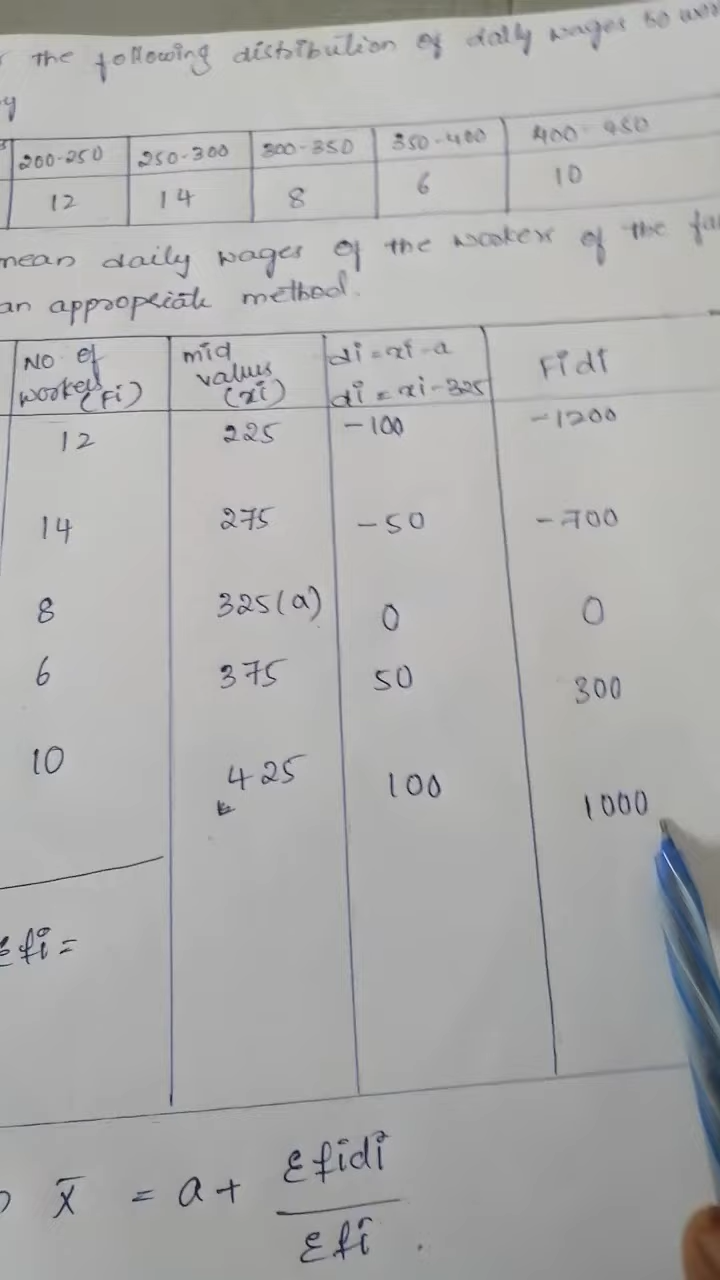 the following distribution of daily wages 50
200-250 250-300 300-350 350-400 400-450
12 14 8 6 10
mean daily wages of the workers of the
an appropriate method.
No of workers (Fi) mid values (xi) di = xi - a di = xi - 325 Fidi
12 225 -100 -1200
14 275 -50 -700
8 325(a) 0 0
6 375 50 300
10 425 100 1000
Σfi =
x̄ = a + Σfidi / Σfi .